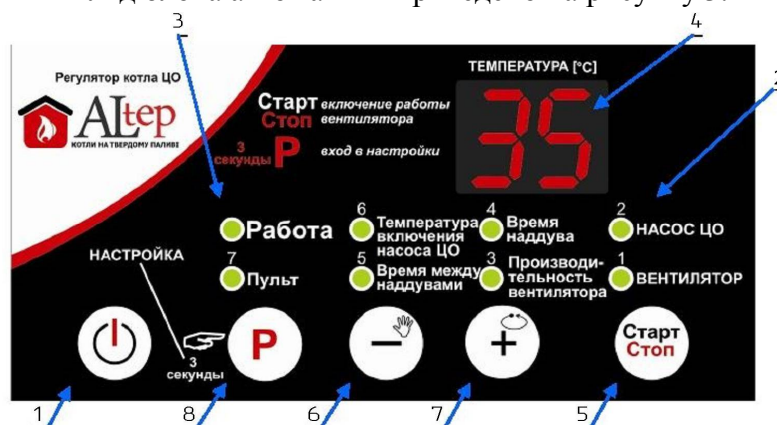 3
4
2
ТЕМПЕРАТУРА [°C]
Регулятор котла ЦО
ALtep
КОТЛИ НА ТВЕРДОМУ ПАЛИВІ
Старт включение работы
Стоп вентилятора
3 секунды P вход в настройки
35
Работа
6 Температура включения насоса ЦО
4 Время наддува
2 НАСОС ЦО
НАСТРОЙКА
7 Пульт
5 Время между наддувами
3 Производи-тельность вентилятора
1 ВЕНТИЛЯТОР
P
−
+
Старт
Стоп
3
секунды
1
8
6
7
5